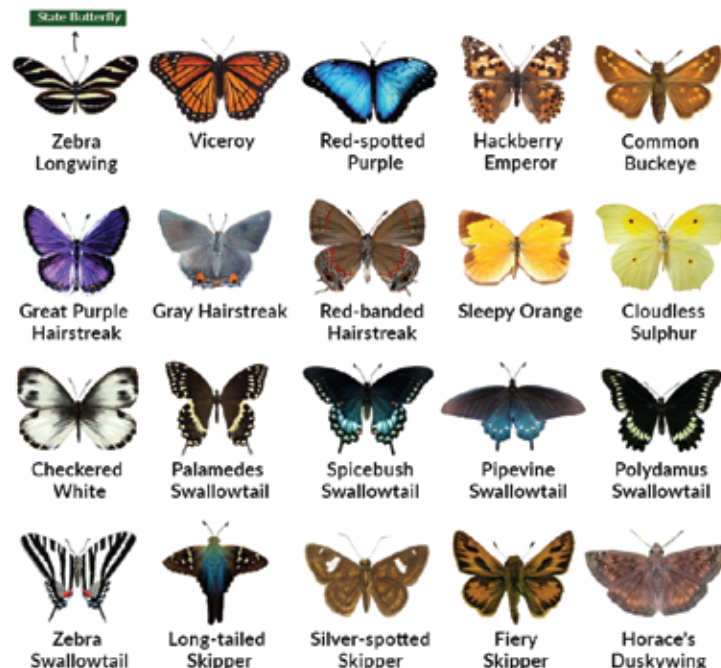 State Butterfly
Zebra
Longwing
Viceroy
Red-spotted
Purple
Hackberry
Emperor
Common
Buckeye
Great Purple
Hairstreak
Gray Hairstreak
Red-banded
Hairstreak
Sleepy Orange
Cloudless
Sulphur
Checkered
White
Palamedes
Swallowtail
Spicebush
Swallowtail
Pipevine
Swallowtail
Polydamus
Swallowtail
Zebra
Swallowtail
Long-tailed
Skipper
Silver-spotted
Skipper
Fiery
Skipper
Horace's
Duskywing